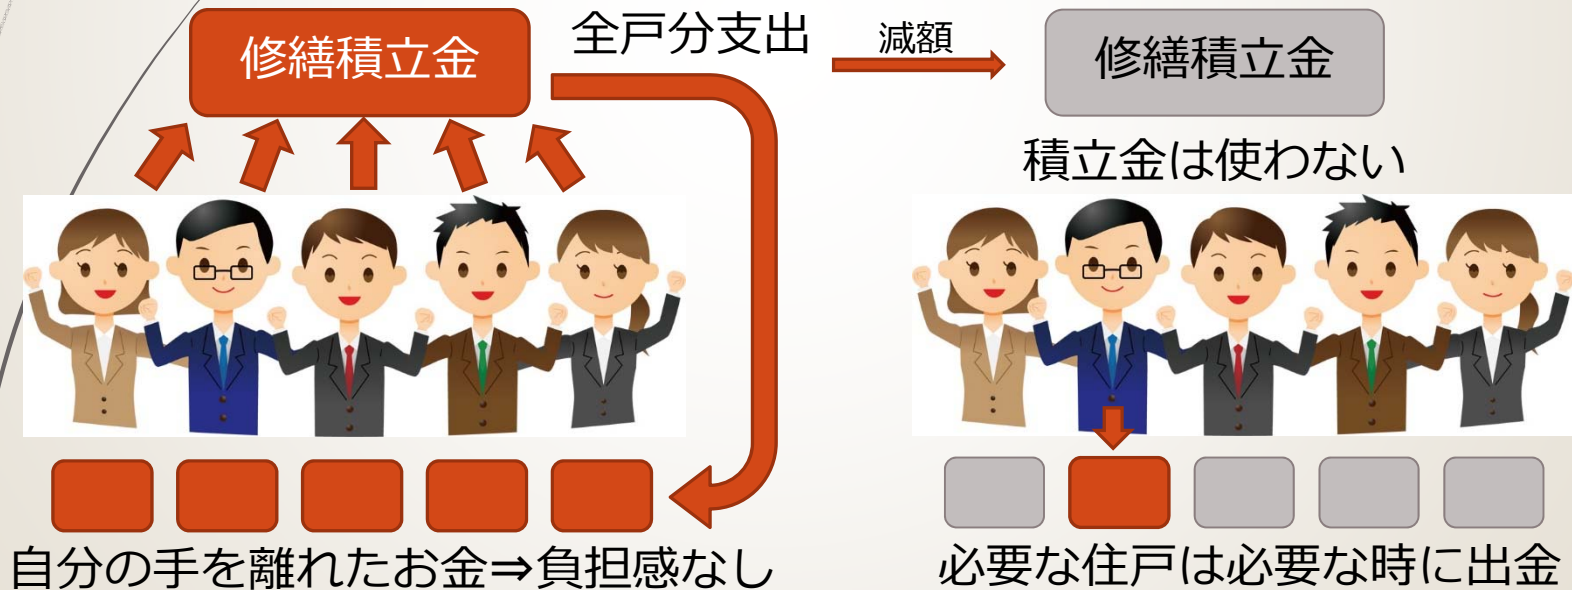 修繕積立金
全戸分支出
減額
修繕積立金
積立金は使わない
自分の手を離れたお金⇒負担感なし
必要な住戸は必要な時に出金